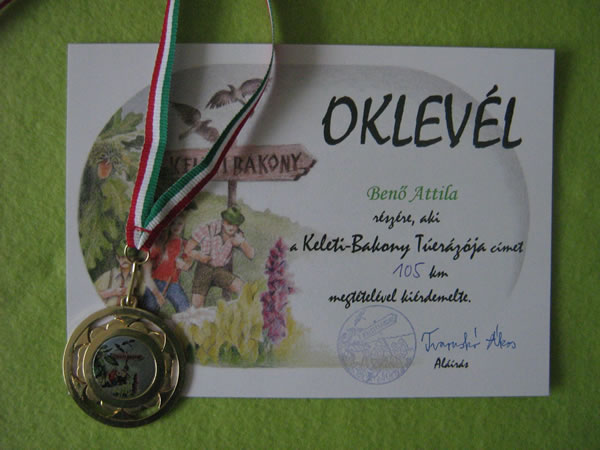 OKLEVÉL
KELETI BAKONY
Benő Attila
részére, aki
a Keleti-Bakony Túrázója címet
105 km
megtételével kiérdemelte.
Aláírás